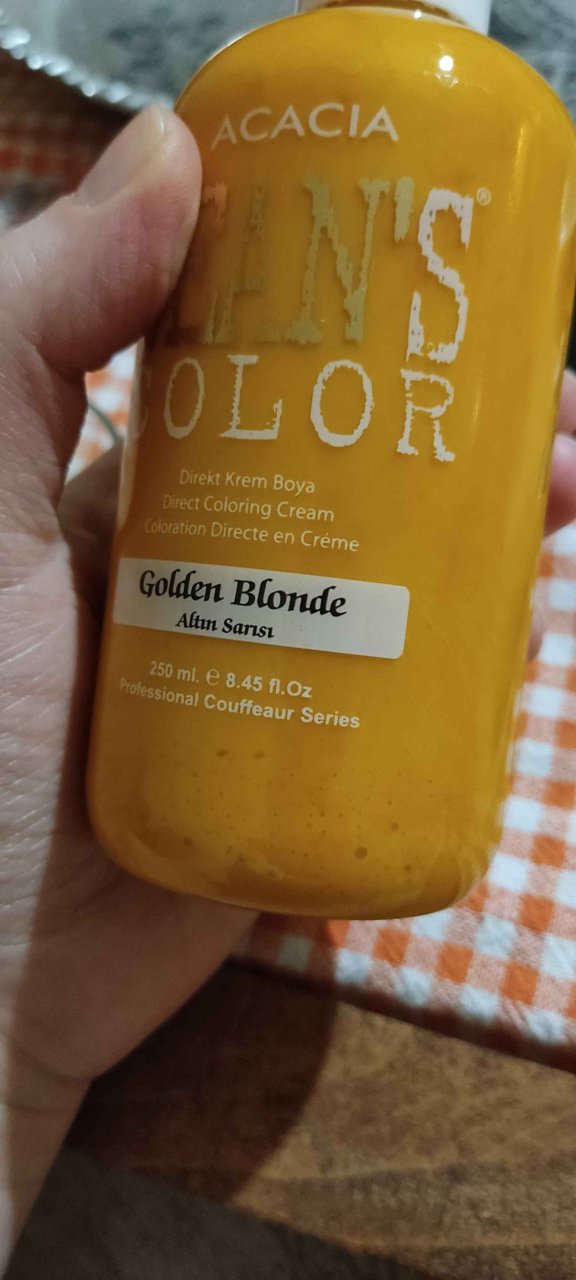 ACACIA
COLOR
Direkt Krem Boya
Direct Coloring Cream
Coloration Directe en Créme
Golden Blonde
Altın Sarısı
250 ml. ℮ 8.45 fl.Oz
Professional Couffeaur Series